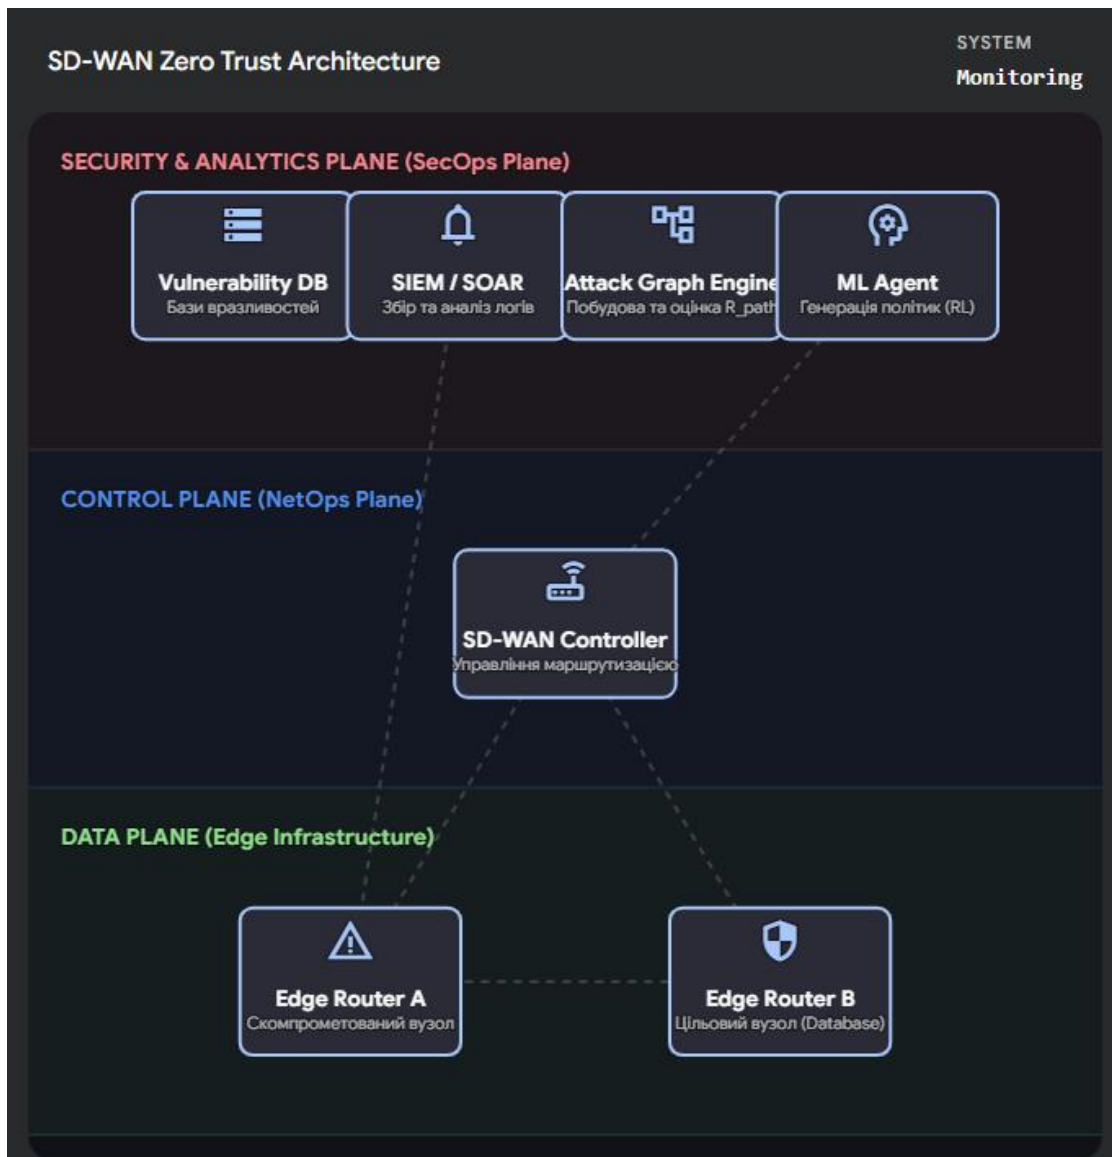 SD-WAN Zero Trust Architecture
SYSTEM
Monitoring
SECURITY & ANALYTICS PLANE (SecOps Plane)
Vulnerability DB
Бази вразливостей
SIEM / SOAR
Збір та аналіз логів
Attack Graph Engine
Побудова та оцінка R_path
ML Agent
Генерація політик (RL)
CONTROL PLANE (NetOps Plane)
SD-WAN Controller
Управління маршрутизацією
DATA PLANE (Edge Infrastructure)
Edge Router A
Скомпрометований вузол
Edge Router B
Цільовий вузол (Database)